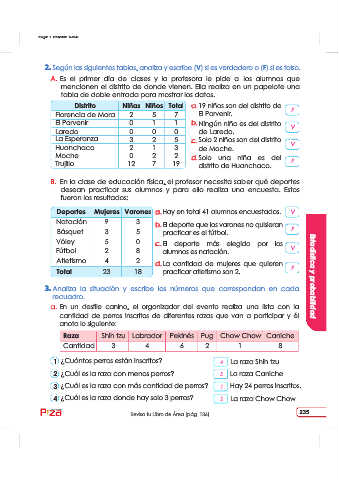 2. Según las siguientes tablas, analiza y escribe (V) si es verdadero o (F) si es falso.
A. Es el primer día de clases y la profesora le pide a los alumnos que
mencionen el distrito de donde vienen. Ella realiza en un papelote una
tabla de doble entrada para mostrar los datos.
Distrito Niñas Niños Total
Florencia de Mora 2 5 7
El Porvenir 0 1 1
Laredo 0 0 0
La Esperanza 3 2 5
Huanchaco 2 1 3
Moche 0 2 2
Trujillo 12 7 19
a. 19 niños son del distrito de
El Porvenir. F
b. Ningún niño es del distrito
de Laredo. V
c. Solo 2 niños son del distrito
de Moche. V
d. Solo una niña es del
distrito de Huanchaco. F
B. En la clase de educación física, el profesor necesita saber qué deportes
desean practicar sus alumnos y para ello realiza una encuesta. Estos
fueron los resultados:
Deportes Mujeres Varones
Natación 9 3
Básquet 3 5
Vóley 5 0
Fútbol 2 8
Atletismo 4 2
Total 23 18
a. Hay en total 41 alumnos encuestados. V
b. El deporte que los varones no quisieran
practicar es el fútbol. F
c. El deporte más elegido por los
alumnos es natación. V
d. La cantidad de mujeres que quieren
practicar atletismo son 2. F
Estadística y probabilidad
3. Analiza la situación y escribe los números que correspondan en cada
recuadro.
a. En un desfile canino, el organizador del evento realiza una lista con la
cantidad de perros inscritos de diferentes razas que van a participar y él
anota lo siguiente:
Raza Shih tzu Labrador Pekinés Pug Chow Chow Caniche
Cantidad 3 4 6 2 1 8
1 ¿Cuántos perros están inscritos? 4 La raza Shih tzu
2 ¿Cuál es la raza con menos perros? 3 La raza Caniche
3 ¿Cuál es la raza con más cantidad de perros? 1 Hay 24 perros inscritos.
4 ¿Cuál es la raza donde hay solo 3 perros? 2 La raza Chow Chow
Revisa tu Libro de Área (pág. 136)
235